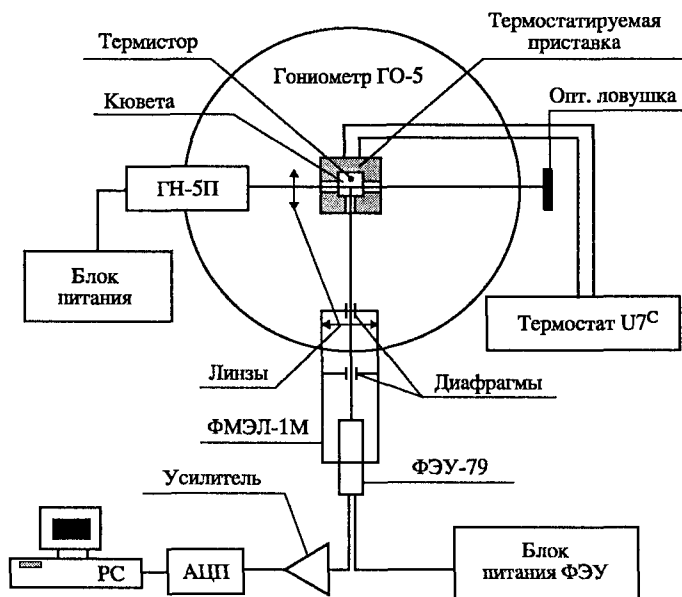 Термистор
Термостатируемая
приставка
Гониометр ГО-5
Кювета
Опт. ловушка
ГН-5П
Блок
питания
Термостат U7ᶜ
Линзы
Диафрагмы
ФМЭЛ-1М
ФЭУ-79
Усилитель
PC
АЦП
Блок
питания ФЭУ